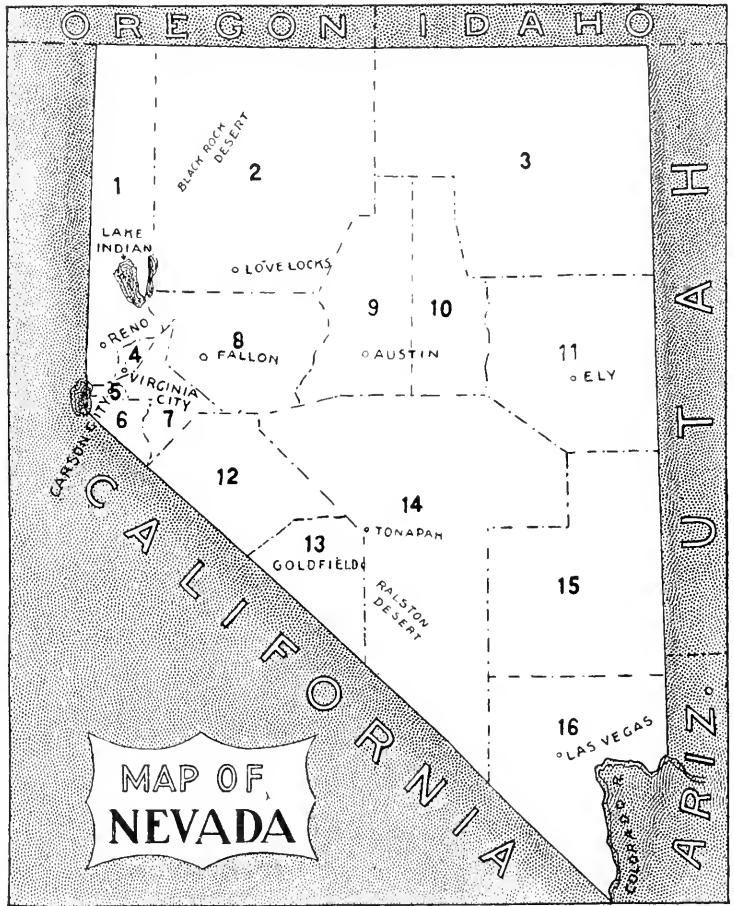 OREGON IDAHO
BLACK ROCK
DESERT
1
2
3
LAKE
INDIAN
LOVE LOCKS
RENO
4
8
FALLON
9
10
AUSTIN
11
ELY
VIRGINIA
CITY
5
6
7
CARSON CITY
12
13
GOLDFIELD
14
TONAPAH
RALSTON
DESERT
15
16
LAS VEGAS
CALIFORNIA
UTAH
ARIZ.
COLORADO R
MAP OF
NEVADA